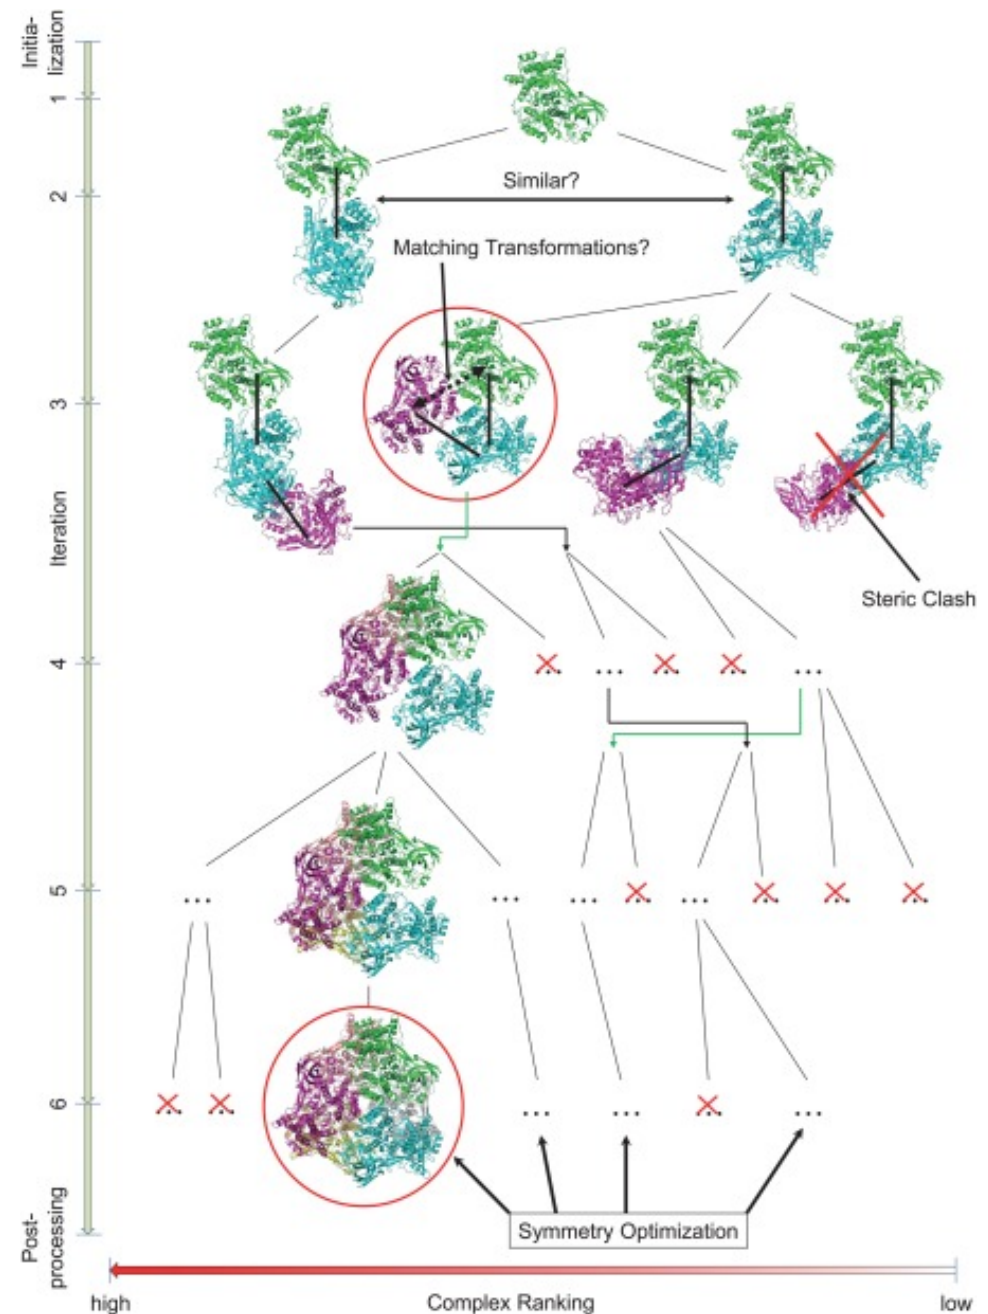 Initia-
lization
1
Similar?
2
Matching Transformations?
3
Iteration
Steric Clash
...
...
4
...
...
...
...
5
...
...
...
6
Post-
processing
Symmetry Optimization
high
Complex Ranking
low